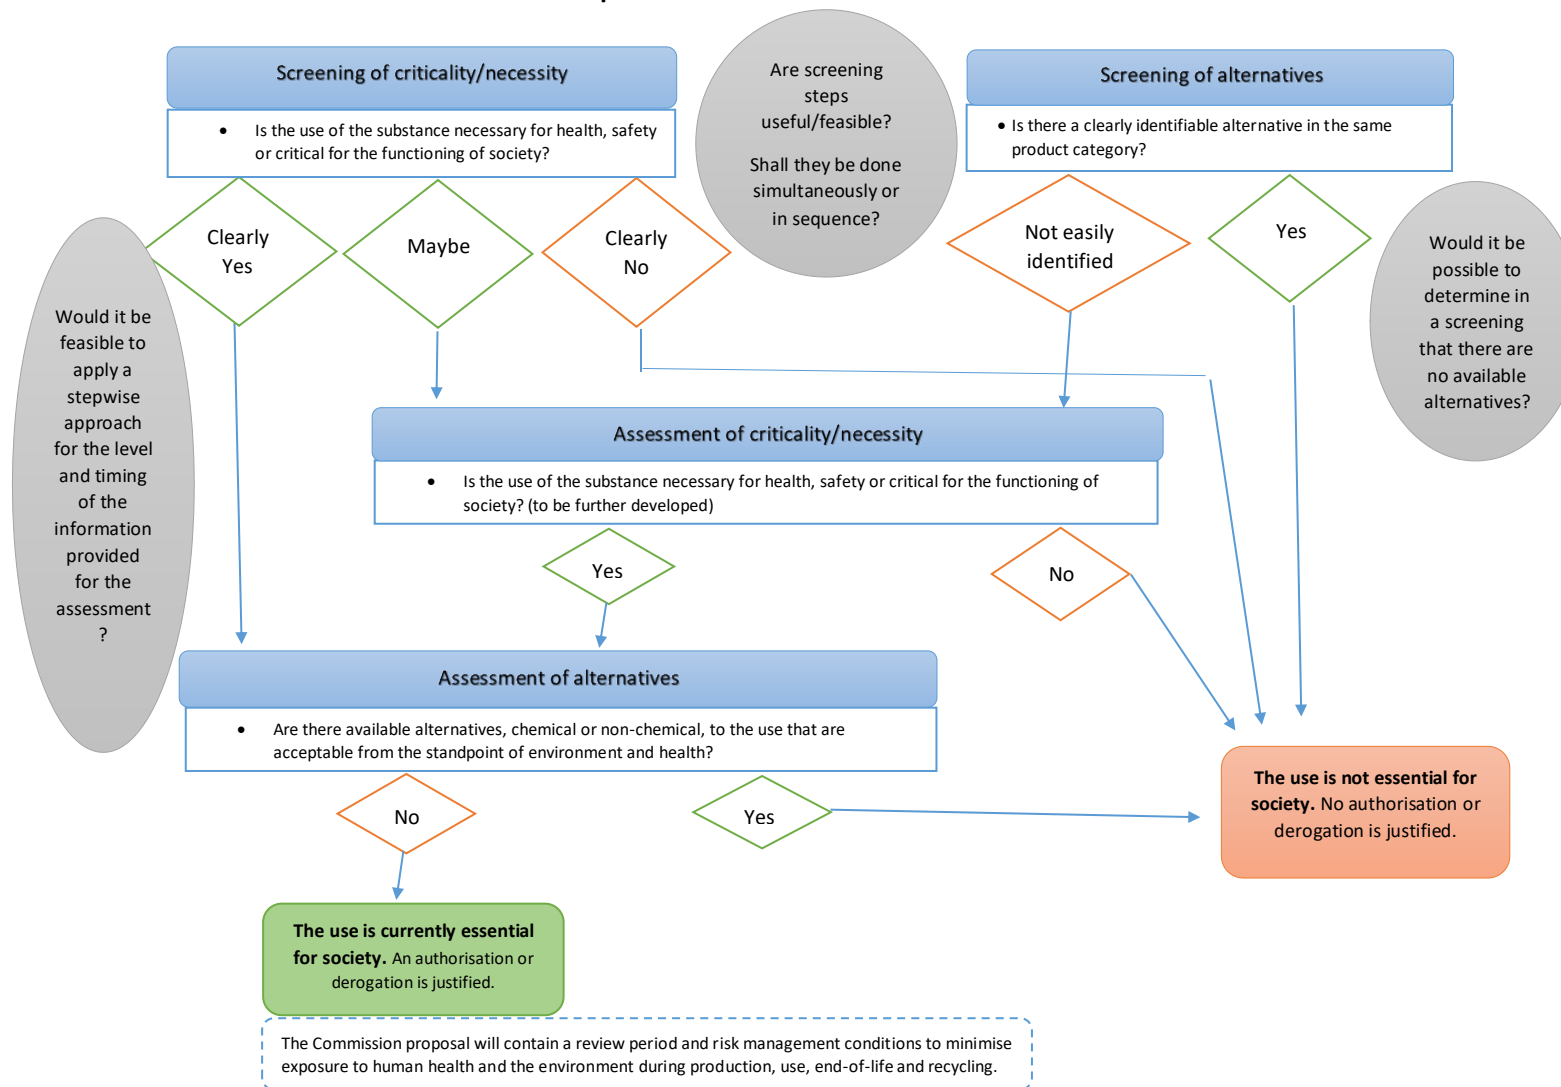 Screening of criticality/necessity
• Is the use of the substance necessary for health, safety
or critical for the functioning of society?
Are screening
steps
useful/feasible?
Shall they be done
simultaneously or
in sequence?
Screening of alternatives
• Is there a clearly identifiable alternative in the same
product category?
Clearly
Yes
Maybe
Clearly
No
Not easily
identified
Yes
Would it be
possible to
determine in
a screening
that there are
no available
alternatives?
Would it be
feasible to
apply a
stepwise
approach
for the level
and timing
of the
information
provided
for the
assessment
?
Assessment of criticality/necessity
• Is the use of the substance necessary for health, safety or critical for the functioning of
society? (to be further developed)
Yes
No
Assessment of alternatives
• Are there available alternatives, chemical or non-chemical, to the use that are
acceptable from the standpoint of environment and health?
No
Yes
The use is not essential for
society. No authorisation or
derogation is justified.
The use is currently essential
for society. An authorisation or
derogation is justified.
The Commission proposal will contain a review period and risk management conditions to minimise
exposure to human health and the environment during production, use, end-of-life and recycling.